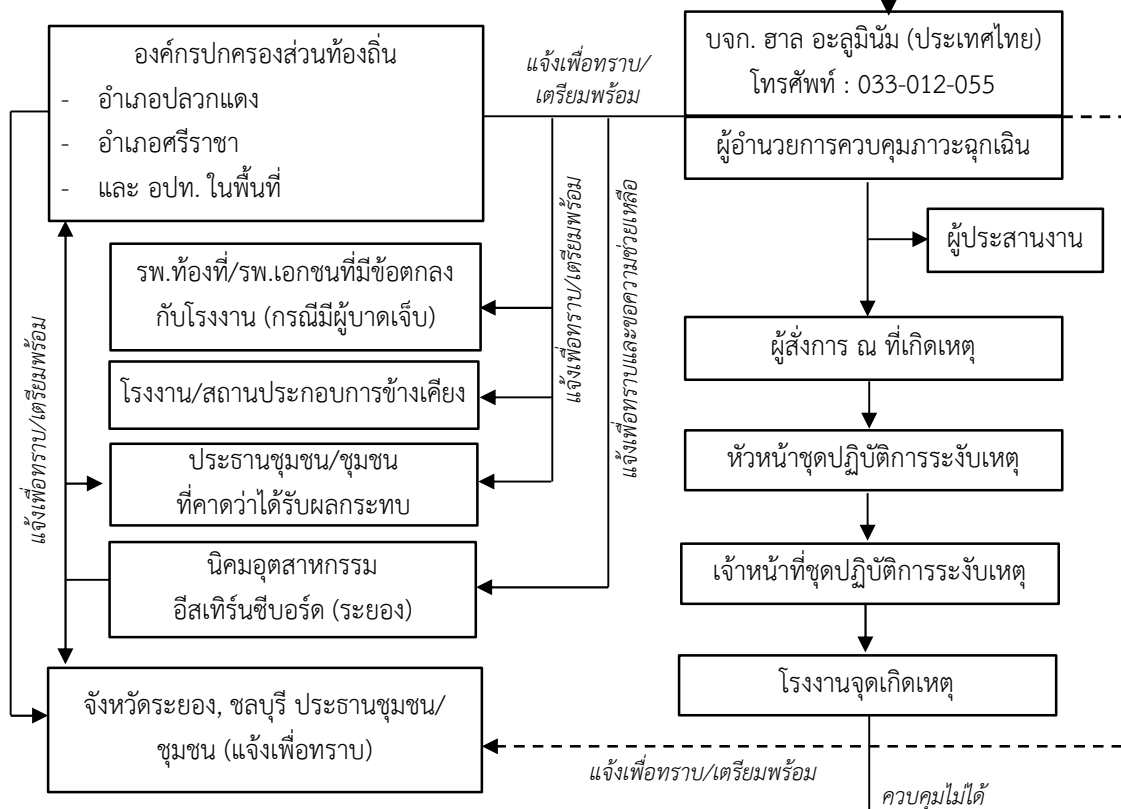 องค์กรปกครองส่วนท้องถิ่น
- อำเภอปลวกแดง
- อำเภอศรีราชา
- และ อปท. ในพื้นที่
แจ้งเพื่อทราบ/
เตรียมพร้อม
บจก. ฮาล อะลูมินัม (ประเทศไทย)
โทรศัพท์ : 033-012-055
ผู้อำนวยการควบคุมภาวะฉุกเฉิน
ผู้ประสานงาน
รพ.ท้องที่/รพ.เอกชนที่มีข้อตกลง
กับโรงงาน (กรณีมีผู้บาดเจ็บ)
แจ้งเพื่อทราบ/เตรียมพร้อม
แจ้งเพื่อทราบและขอความช่วยเหลือ
ผู้สั่งการ ณ ที่เกิดเหตุ
โรงงาน/สถานประกอบการข้างเคียง
แจ้งเพื่อทราบ/เตรียมพร้อม
ประธานชุมชน/ชุมชน
ที่คาดว่าได้รับผลกระทบ
หัวหน้าชุดปฏิบัติการระงับเหตุ
นิคมอุตสาหกรรม
อีสเทิร์นซีบอร์ด (ระยอง)
เจ้าหน้าที่ชุดปฏิบัติการระงับเหตุ
โรงงานจุดเกิดเหตุ
จังหวัดระยอง, ชลบุรี ประธานชุมชน/
ชุมชน (แจ้งเพื่อทราบ)
แจ้งเพื่อทราบ/เตรียมพร้อม
ควบคุมไม่ได้